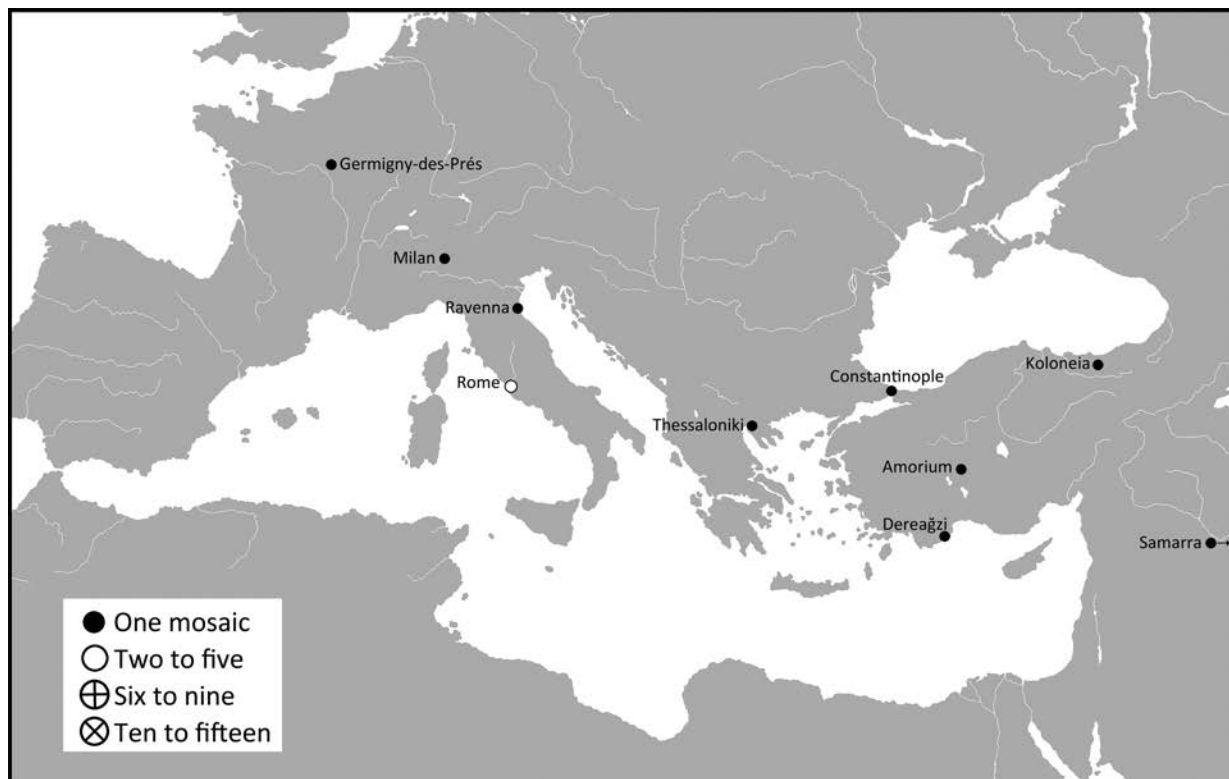 Germigny-des-Prés
Milan
Ravenna
Rome
Constantinople
Koloneia
Thessaloniki
Amorium
Dereağzi
Samarra
One mosaic
Two to five
Six to nine
Ten to fifteen